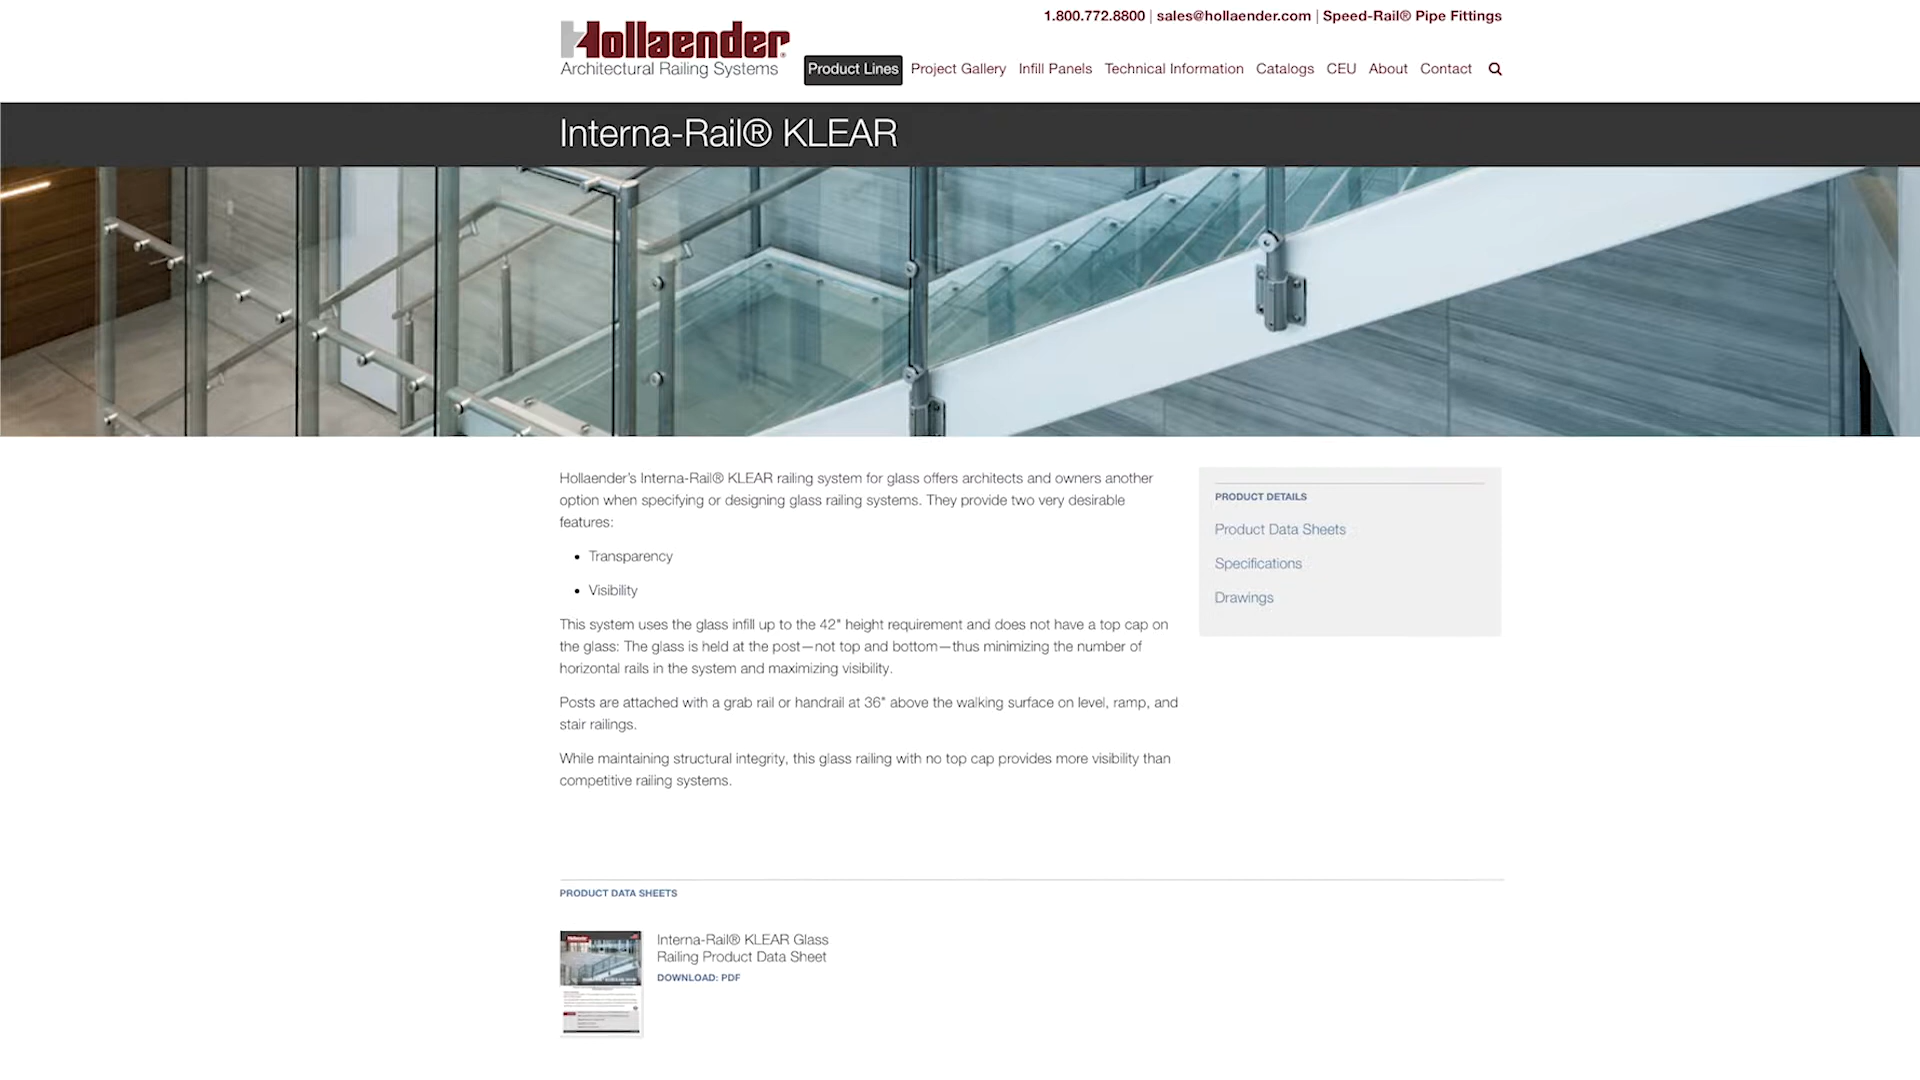 1.800.772.8800 | sales@hollaender.com | Speed-Rail® Pipe Fittings
Hollaender®
Architectural Railing Systems
Product Lines Project Gallery Infill Panels Technical Information Catalogs CEU About Contact
Interna-Rail® KLEAR
Hollaender's Interna-Rail® KLEAR railing system for glass offers architects and owners another
option when specifying or designing glass railing systems. They provide two very desirable
features:
• Transparency
• Visibility
This system uses the glass infill up to the 42" height requirement and does not have a top cap on
the glass: The glass is held at the post—not top and bottom—thus minimizing the number of
horizontal rails in the system and maximizing visibility.
Posts are attached with a grab rail or handrail at 36" above the walking surface on level, ramp, and
stair railings.
While maintaining structural integrity, this glass railing with no top cap provides more visibility than
competitive railing systems.
PRODUCT DETAILS
Product Data Sheets
Specifications
Drawings
PRODUCT DATA SHEETS
Interna-Rail® KLEAR Glass
Railing Product Data Sheet
DOWNLOAD: PDF